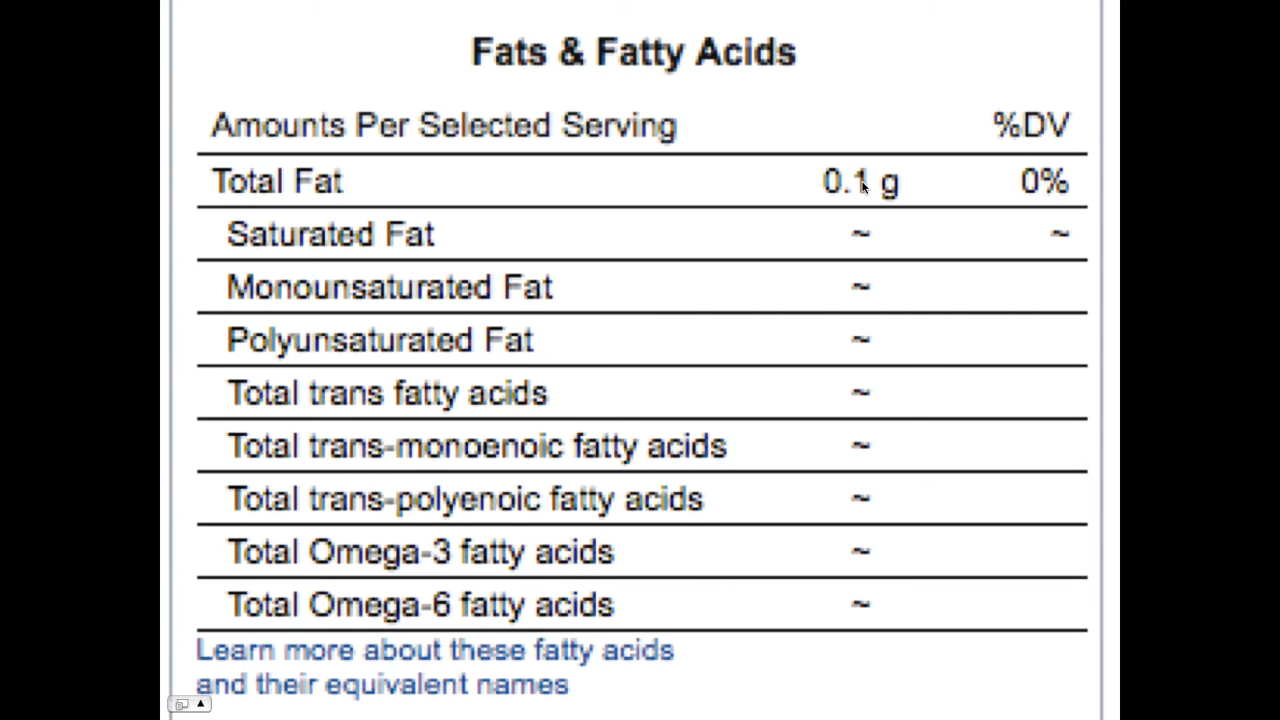 Fats & Fatty Acids
Amounts Per Selected Serving %DV
Total Fat 0.1 g 0%
Saturated Fat ~ ~
Monounsaturated Fat ~
Polyunsaturated Fat ~
Total trans fatty acids ~
Total trans-monoenoic fatty acids ~
Total trans-polyenoic fatty acids ~
Total Omega-3 fatty acids ~
Total Omega-6 fatty acids ~
Learn more about these fatty acids
and their equivalent names